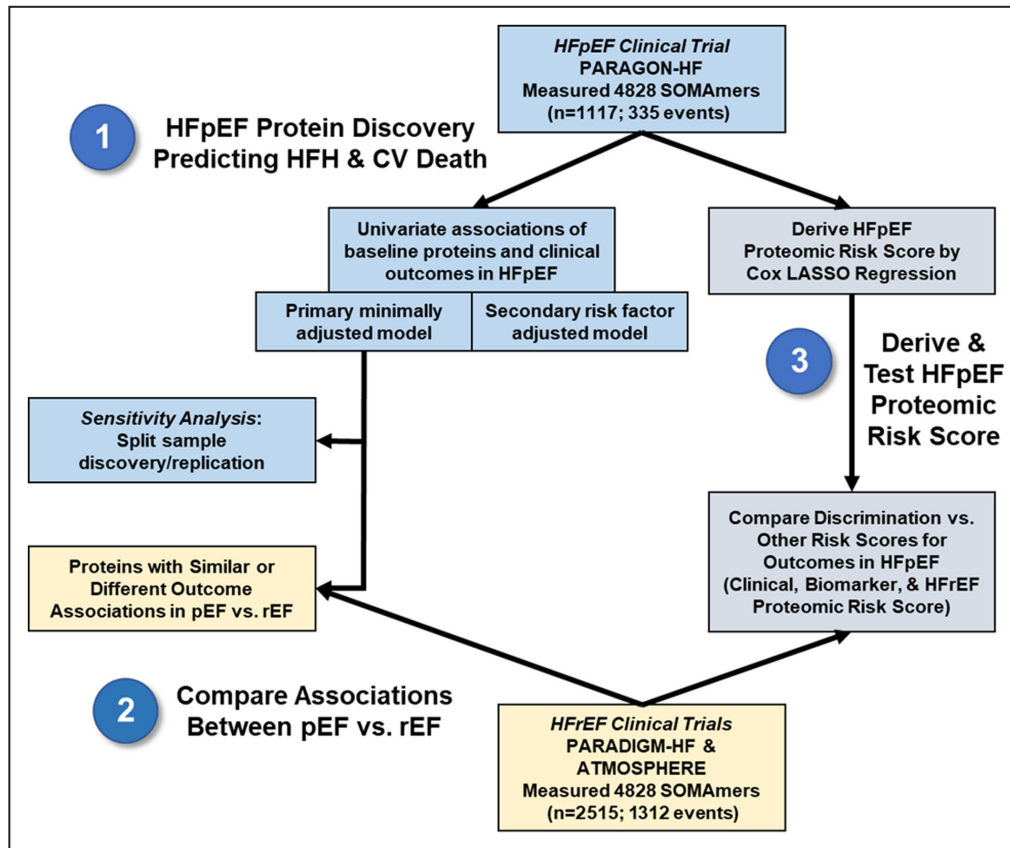 HFpEF Clinical Trial
PARAGON-HF
Measured 4828 SOMAmers
(n=1117; 335 events)
1
HFpEF Protein Discovery
Predicting HFH & CV Death
Univariate associations of
baseline proteins and clinical
outcomes in HFpEF
Primary minimally
adjusted model
Secondary risk factor
adjusted model
Derive HFpEF
Proteomic Risk Score by
Cox LASSO Regression
3
Derive &
Test HFpEF
Proteomic
Risk Score
Sensitivity Analysis:
Split sample
discovery/replication
Proteins with Similar or
Different Outcome
Associations in pEF vs. rEF
Compare Discrimination vs.
Other Risk Scores for
Outcomes in HFpEF
(Clinical, Biomarker, & HFrEF
Proteomic Risk Score)
2
Compare Associations
Between pEF vs. rEF
HFrEF Clinical Trials
PARADIGM-HF &
ATMOSPHERE
Measured 4828 SOMAmers
(n=2515; 1312 events)